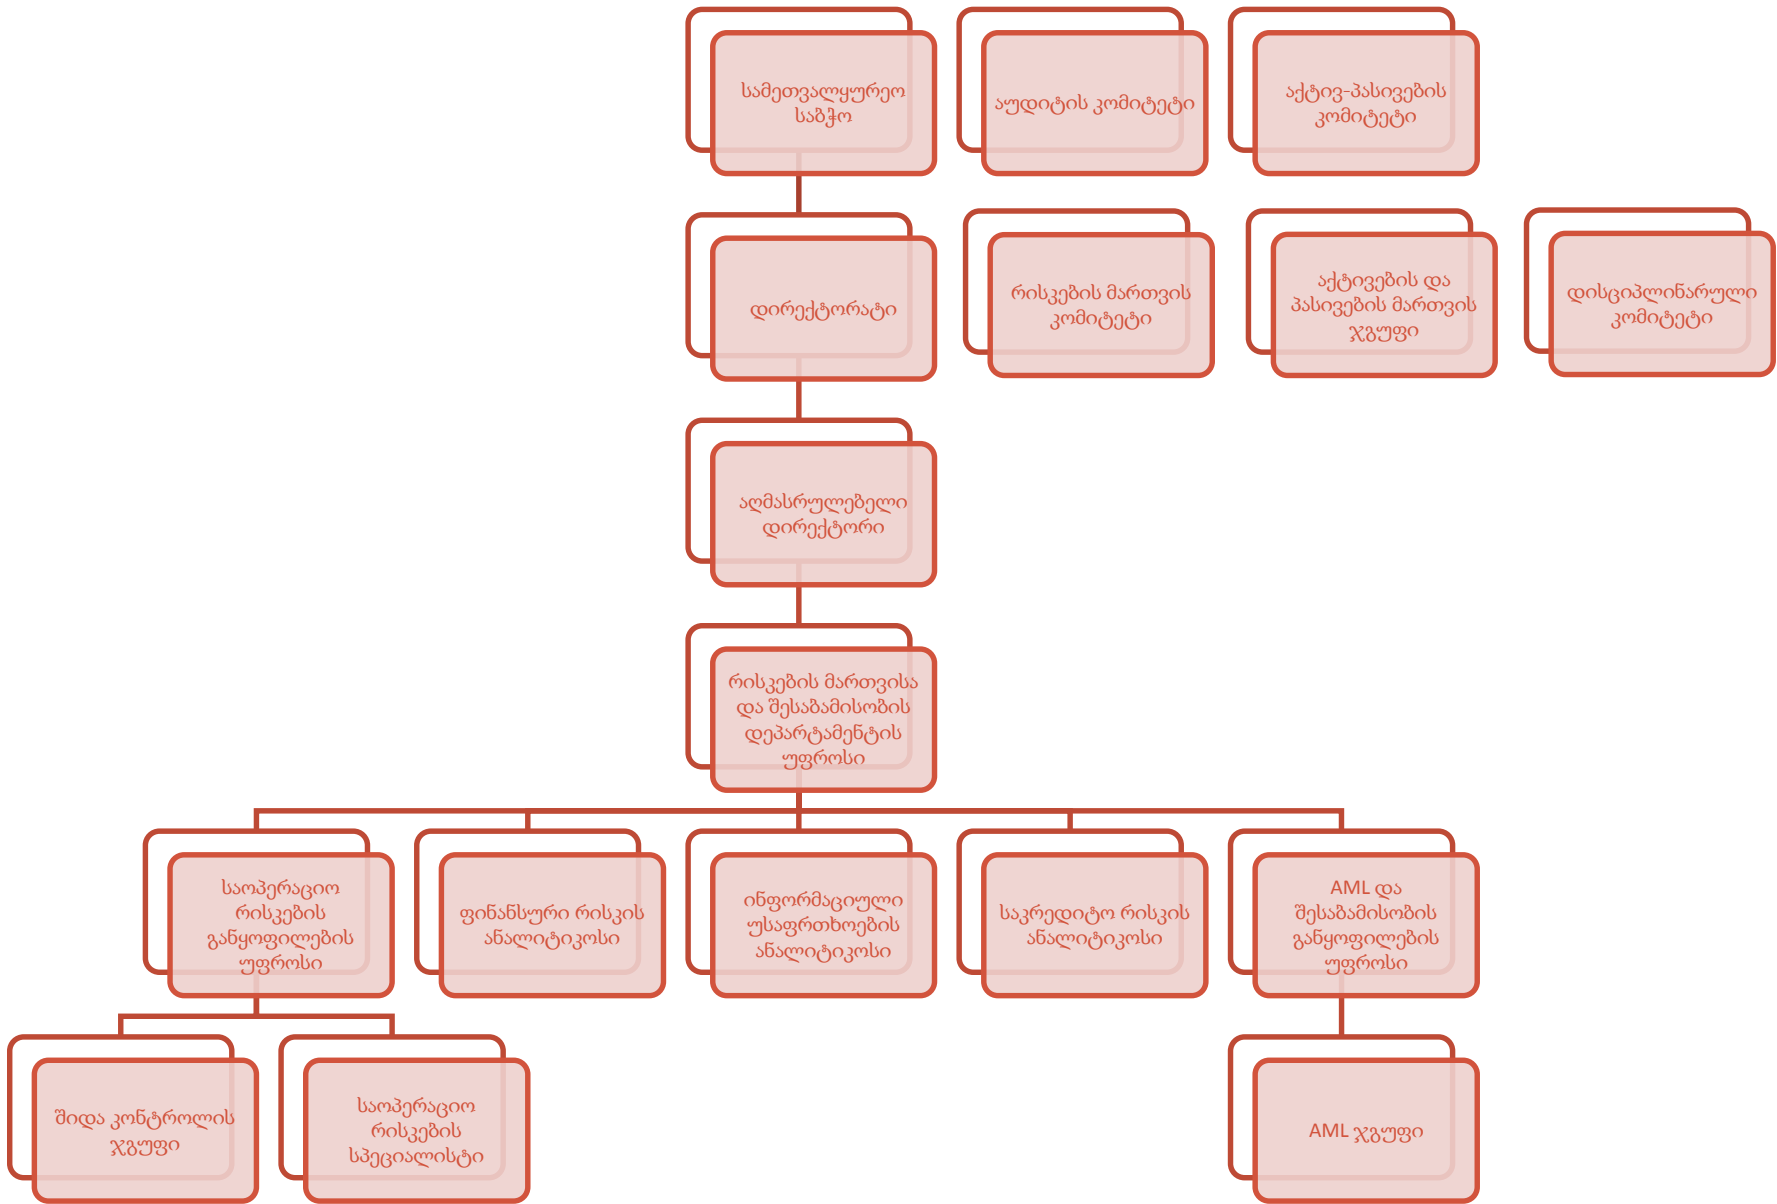 სამეთვალყურეო
საბჭო
აუდიტის კომიტეტი
აქტივ-პასივების
კომიტეტი
დირექტორატი
რისკების მართვის
კომიტეტი
აქტივების და
პასივების მართვის
ჯგუფი
დისციპლინარული
კომიტეტი
აღმასრულებელი
დირექტორი
რისკების მართვისა
და შესაბამისობის
დეპარტამენტის
უფროსი
საოპერაციო
რისკების
განყოფილების
უფროსი
ფინანსური რისკის
ანალიტიკოსი
ინფორმაციული
უსაფრთხოების
ანალიტიკოსი
საკრედიტო რისკის
ანალიტიკოსი
AML და
შესაბამისობის
განყოფილების
უფროსი
შიდა კონტროლის
ჯგუფი
საოპერაციო
რისკების
სპეციალისტი
AML ჯგუფი